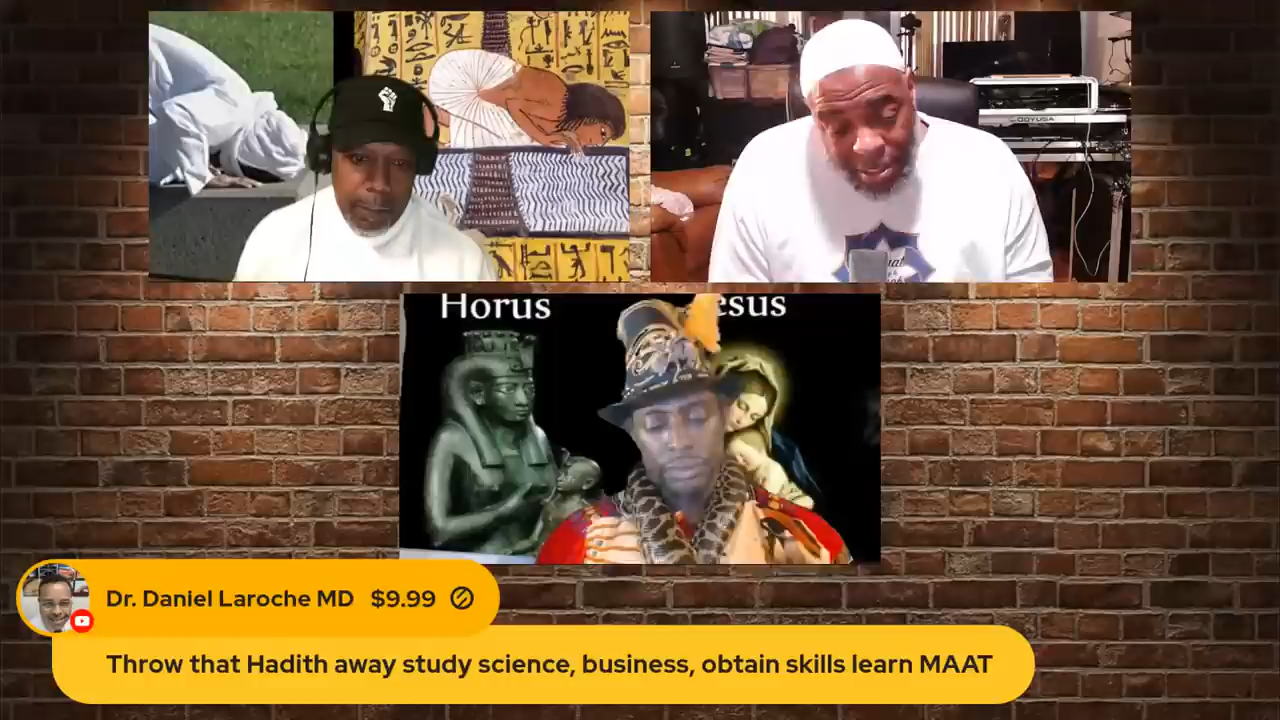 Horus
esus
Dr. Daniel Laroche MD $9.99
Throw that Hadith away study science, business, obtain skills learn MAAT